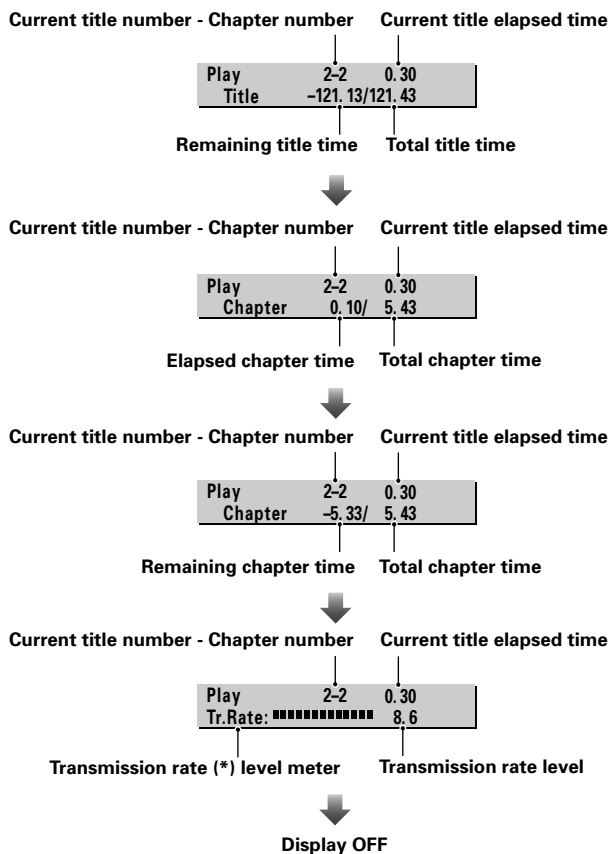 Current title number - Chapter number Current title elapsed time
Play 2–2 0. 30
Title –121. 13/121. 43
Remaining title time Total title time
Current title number - Chapter number Current title elapsed time
Play 2–2 0. 30
Chapter 0. 10/ 5. 43
Elapsed chapter time Total chapter time
Current title number - Chapter number Current title elapsed time
Play 2–2 0. 30
Chapter –5. 33/ 5. 43
Remaining chapter time Total chapter time
Current title number - Chapter number Current title elapsed time
Play 2–2 0. 30
Tr.Rate: 8. 6
Transmission rate (*) level meter Transmission rate level
Display OFF